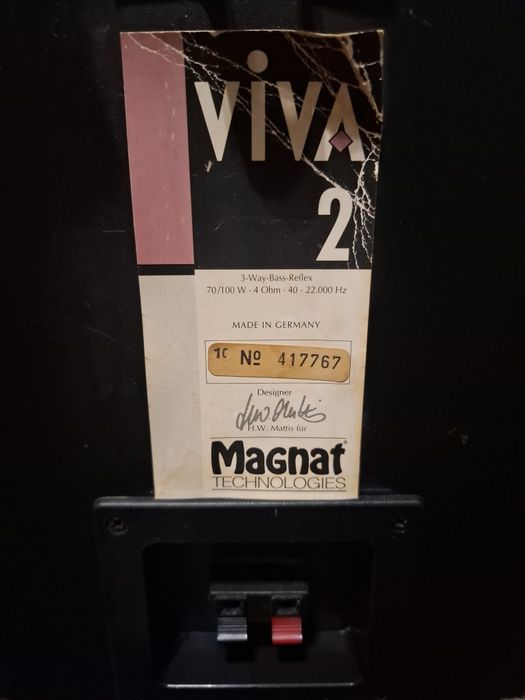 ViVA
2
3-Way-Bass-Reflex
70/100 W · 4 Ohm · 40 - 22.000 Hz
MADE IN GERMANY
10 Nº 417767
Designer
H.W. Mattis für
Magnat®
TECHNOLOGIES